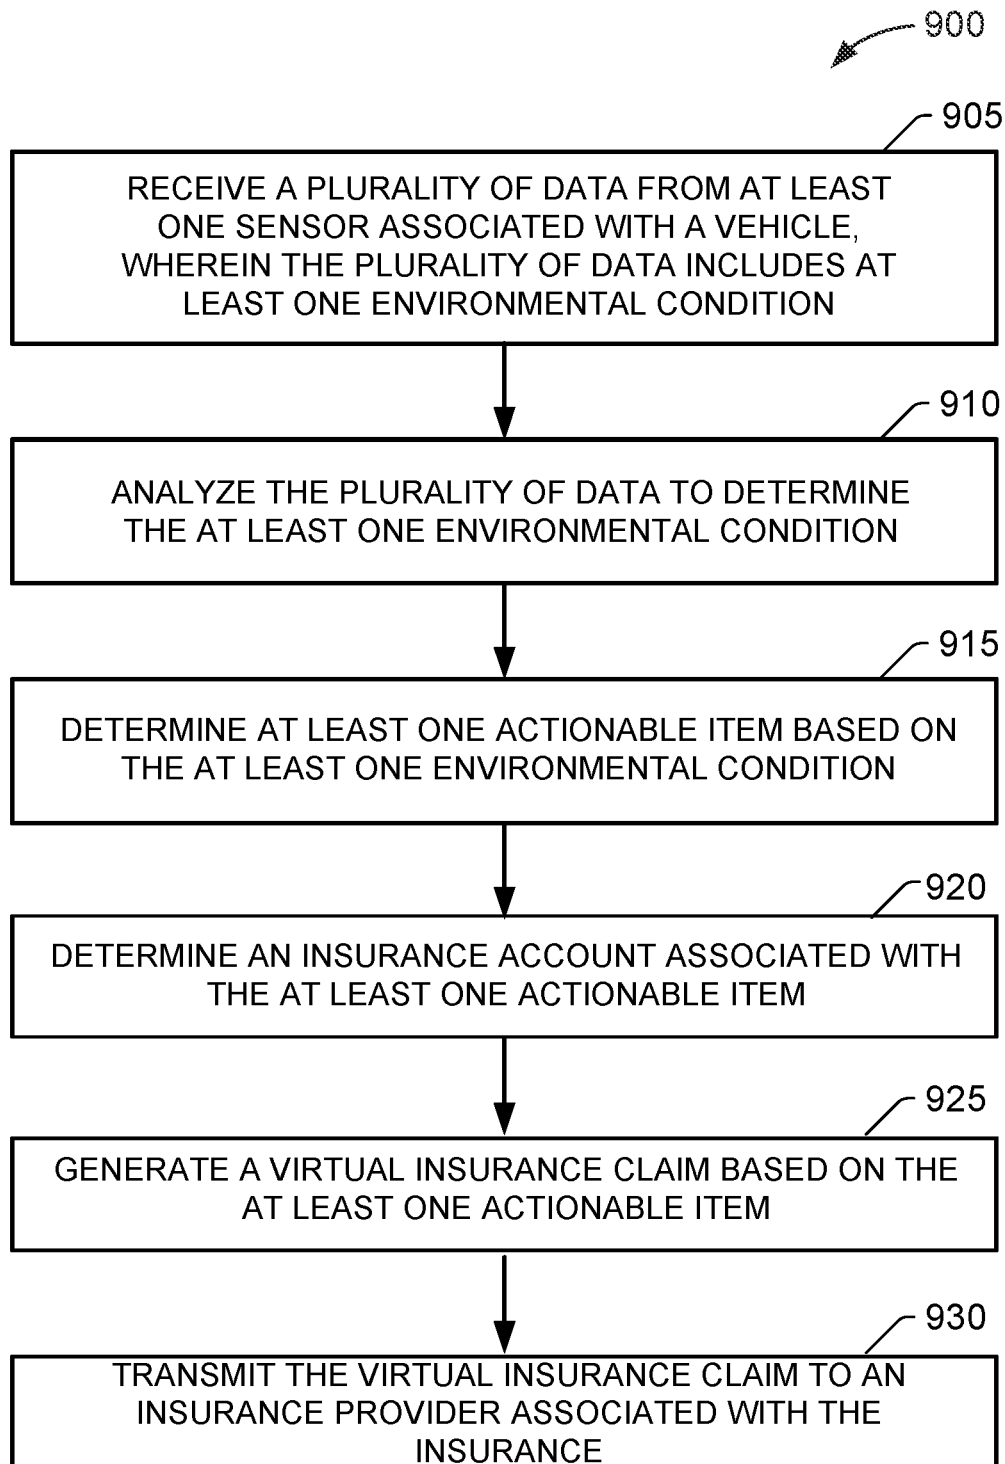 900
905
RECEIVE A PLURALITY OF DATA FROM AT LEAST
ONE SENSOR ASSOCIATED WITH A VEHICLE,
WHEREIN THE PLURALITY OF DATA INCLUDES AT
LEAST ONE ENVIRONMENTAL CONDITION
910
ANALYZE THE PLURALITY OF DATA TO DETERMINE
THE AT LEAST ONE ENVIRONMENTAL CONDITION
915
DETERMINE AT LEAST ONE ACTIONABLE ITEM BASED ON
THE AT LEAST ONE ENVIRONMENTAL CONDITION
920
DETERMINE AN INSURANCE ACCOUNT ASSOCIATED WITH
THE AT LEAST ONE ACTIONABLE ITEM
925
GENERATE A VIRTUAL INSURANCE CLAIM BASED ON THE
AT LEAST ONE ACTIONABLE ITEM
930
TRANSMIT THE VIRTUAL INSURANCE CLAIM TO AN
INSURANCE PROVIDER ASSOCIATED WITH THE
INSURANCE